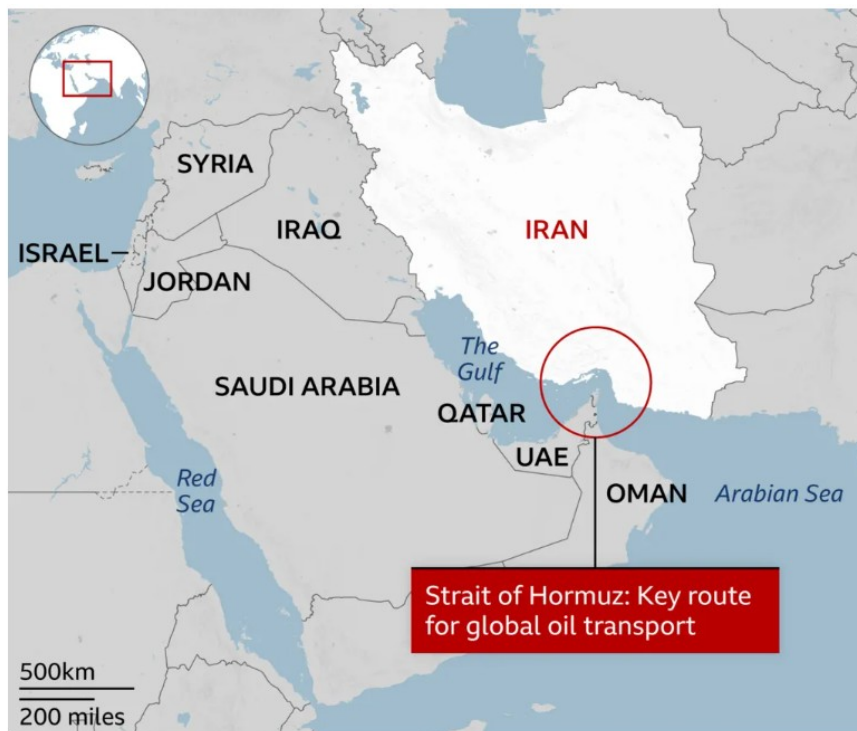 SYRIA
ISRAEL
IRAQ
IRAN
JORDAN
The
Gulf
SAUDI ARABIA
QATAR
UAE
Red
Sea
OMAN
Arabian Sea
Strait of Hormuz: Key route
for global oil transport
500km
200 miles